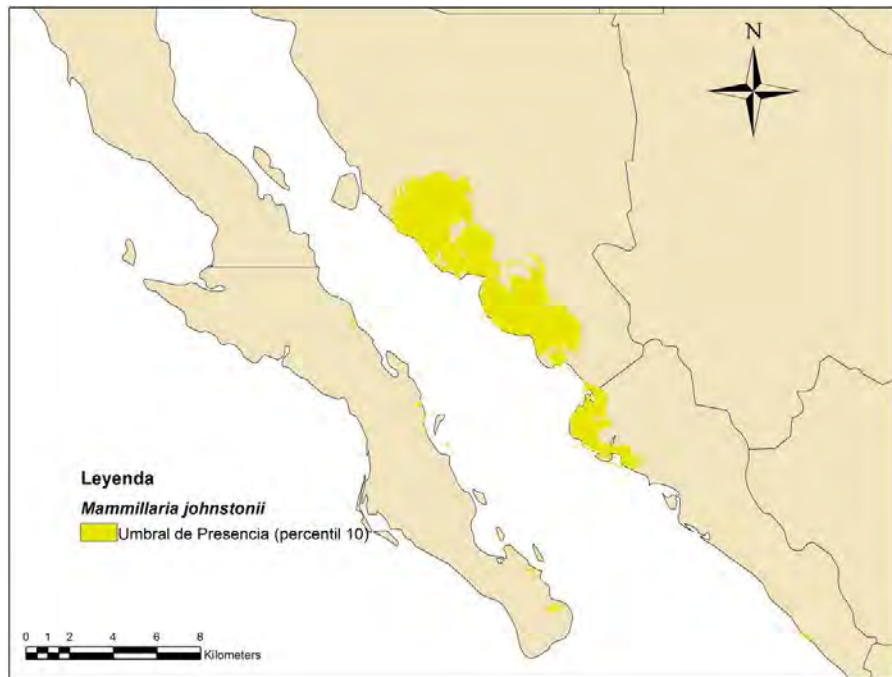 N
Leyenda
Mammillaria johnstonii
Umbral de Presencia (percentil 10)
0 1 2 4 6 8
Kilometers